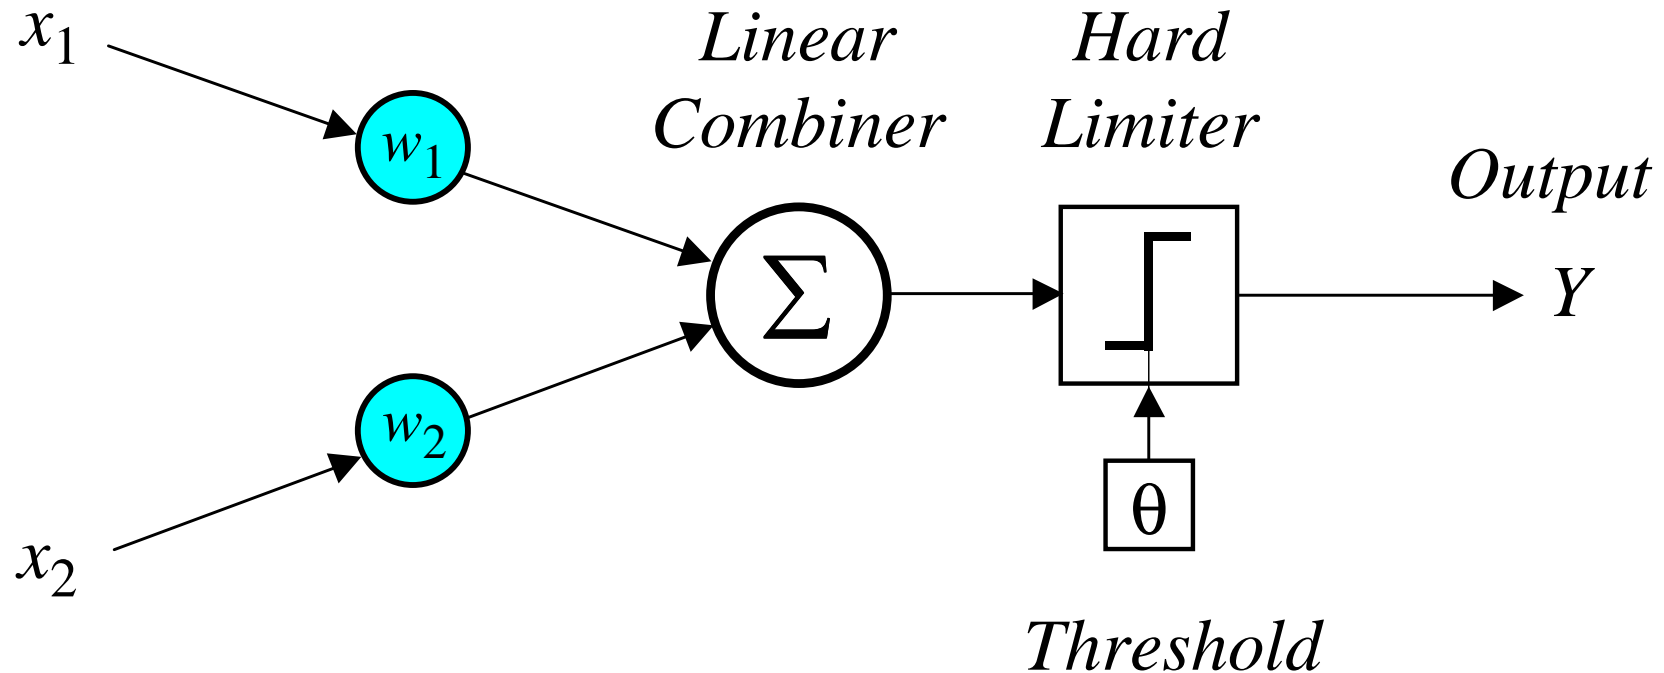 x₁
Linear
Combiner
Hard
Limiter
w₁
Output
Σ
Y
w₂
θ
x₂
Threshold